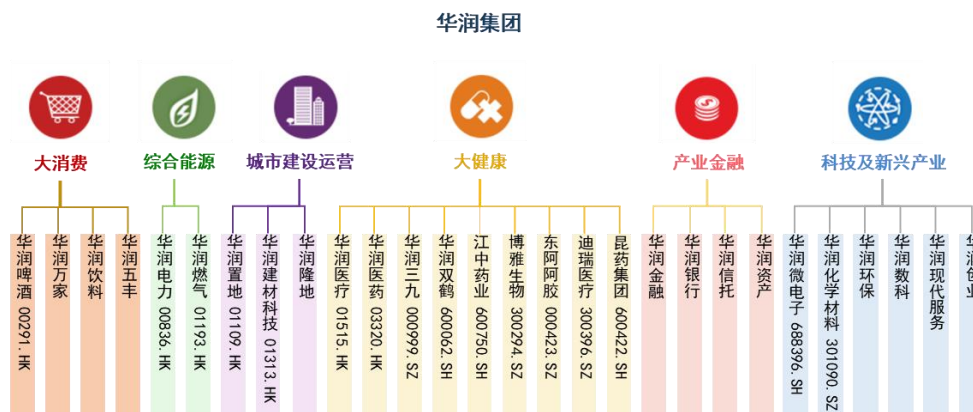 华润集团
大消费
综合能源
城市建设运营
大健康
产业金融
科技及新兴产业
华润啤酒 00291.HK
华润万家
华润饮料
华润五丰
华润电力 00836.HK
华润燃气 01193.HK
华润置地 01109.HK
华润建材科技 01313.HK
华润隆地
华润医疗 01515.HK
华润医药 03320.HK
华润三九 000999.SZ
华润双鹤 600062.SH
江中药业 600750.SH
博雅生物 300294.SZ
东阿阿胶 000423.SZ
迪瑞医疗 300396.SZ
昆药集团 600422.SH
华润金融
华润银行
华润信托
华润资产
华润微电子 688396.SH
华润化学材料 301090.SZ
华润环保
华润数科
华润现代服务
华润创业